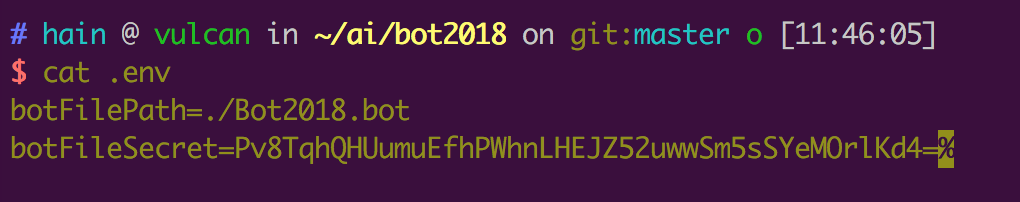 # hain @ vulcan in ~/ai/bot2018 on git:master o [11:46:05]
$ cat .env
botFilePath=./Bot2018.bot
botFileSecret=Pv8TqhQHUumuEfhPWhnLHEJZ52uwwSm5sSYeMOrlKd4=%